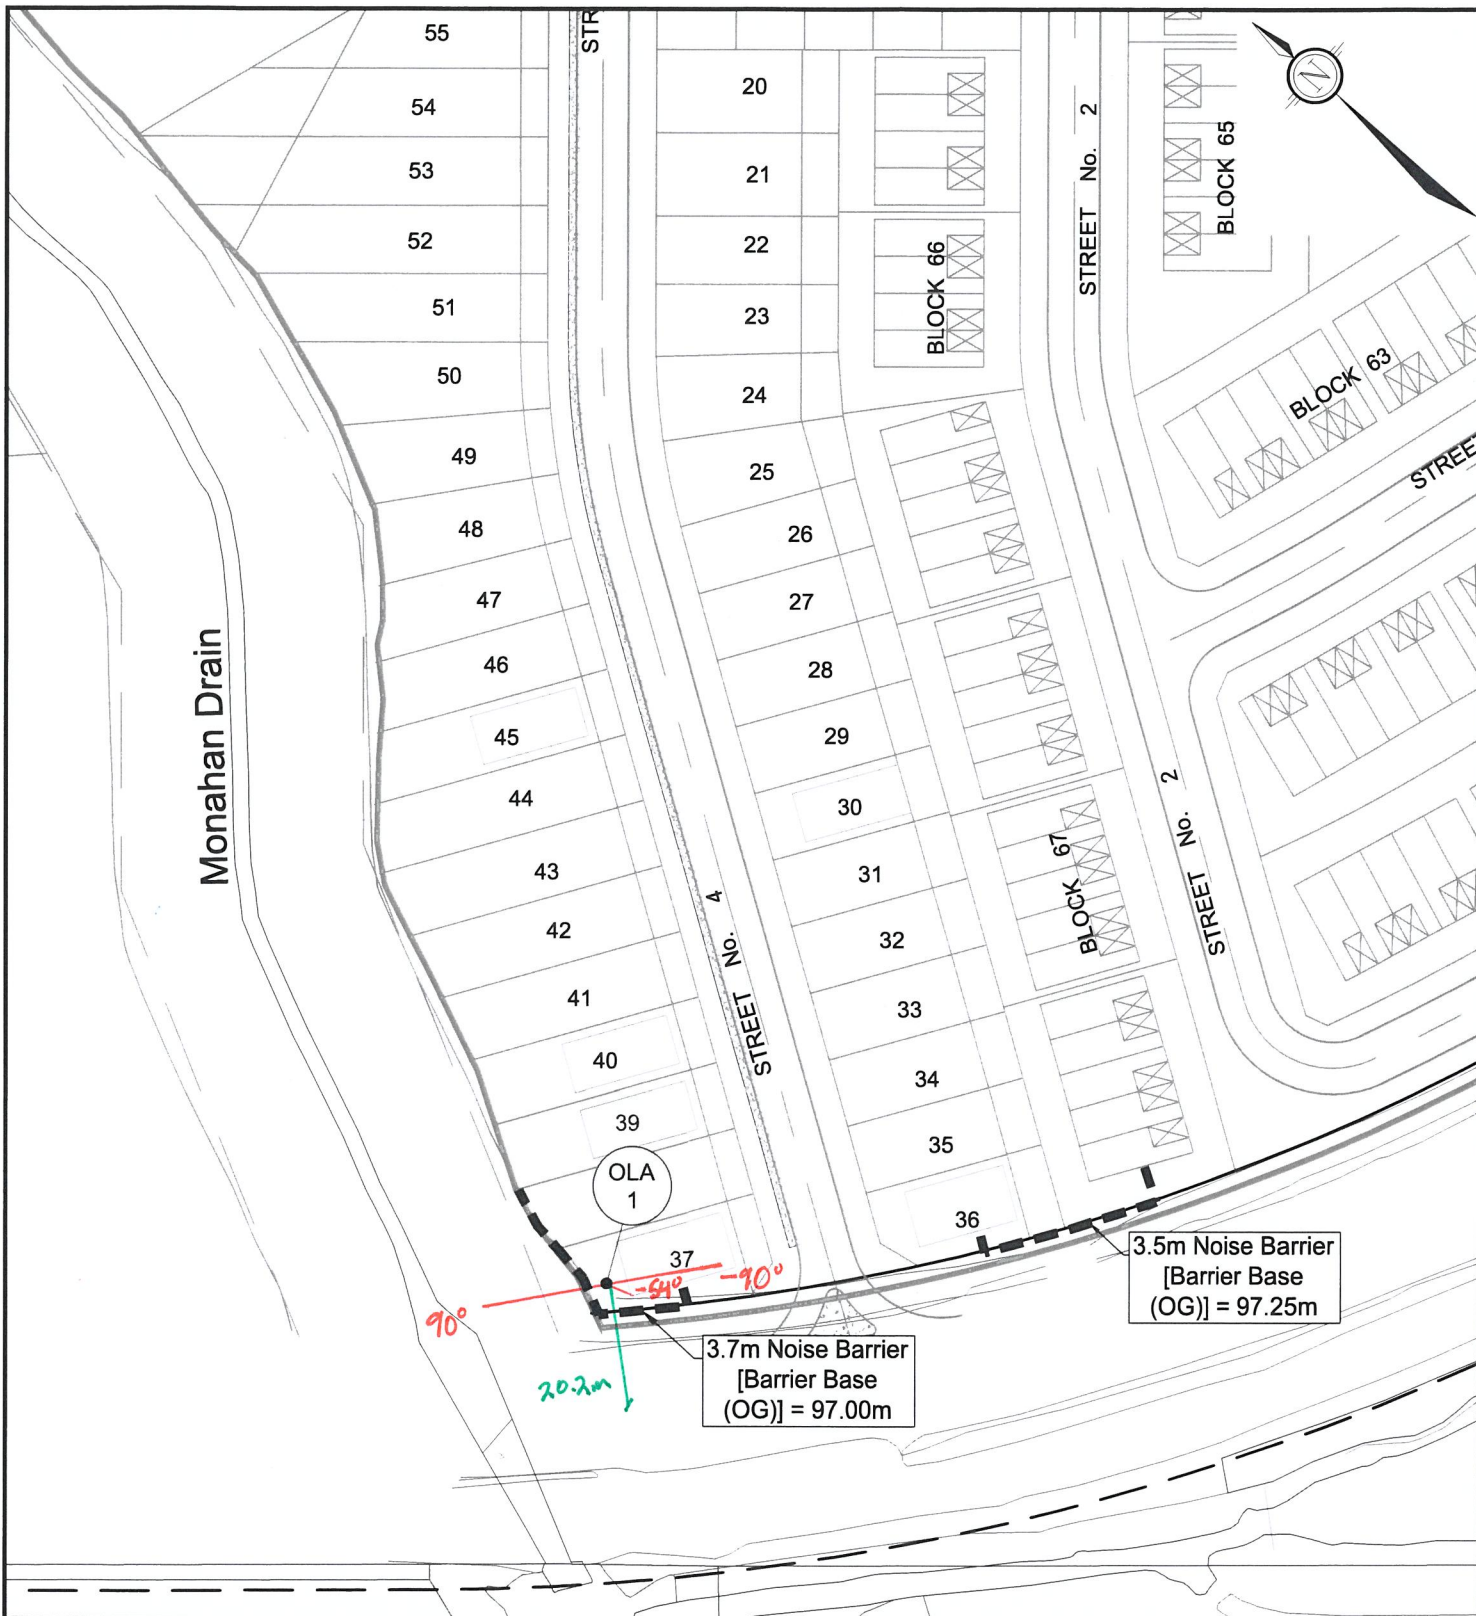 55
54
53
52
51
50
49
48
47
46
45
44
43
42
41
40
39
37
OLA
1
Monahan Drain
STR
20
21
22
23
24
25
26
27
28
29
30
31
32
33
34
35
36
STREET No. 4
BLOCK 66
BLOCK 67
STREET No. 2
STREET No. 2
BLOCK 65
BLOCK 63
STREE
N
90°
-54°
-90°
20.2m
3.7m Noise Barrier
[Barrier Base
(OG)] = 97.00m
3.5m Noise Barrier
[Barrier Base
(OG)] = 97.25m